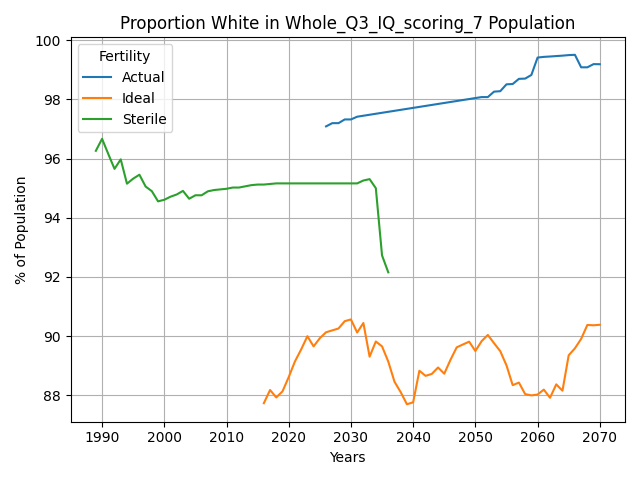 Proportion White in Whole_Q3_IQ_scoring_7 Population
% of Population
100
98
96
94
92
90
88
Fertility
Actual
Ideal
Sterile
1990 2000 2010 2020 2030 2040 2050 2060 2070
Years